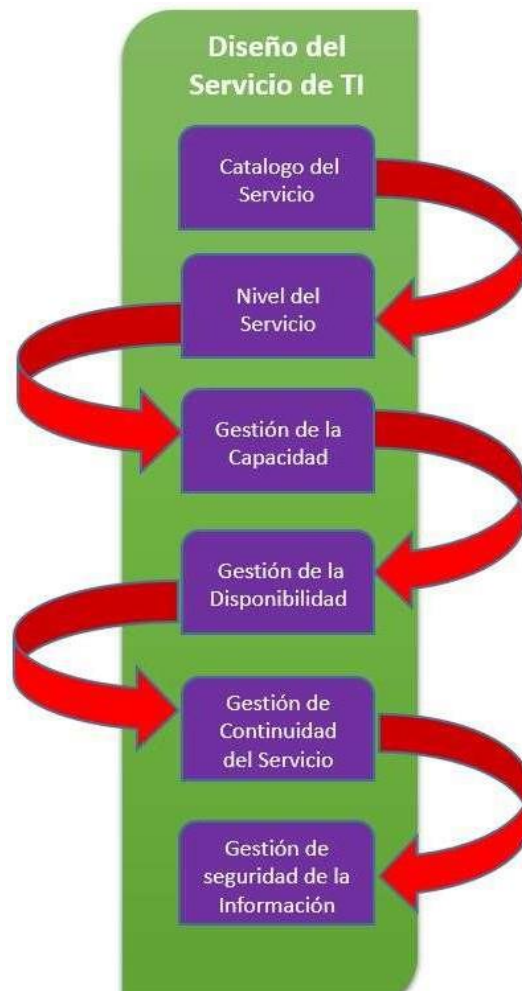 Diseño del
Servicio de TI
Catalogo del
Servicio
Nivel del
Servicio
Gestión de la
Capacidad
Gestión de la
Disponibilidad
Gestión de
Continuidad
del Servicio
Gestión de
seguridad de la
Información